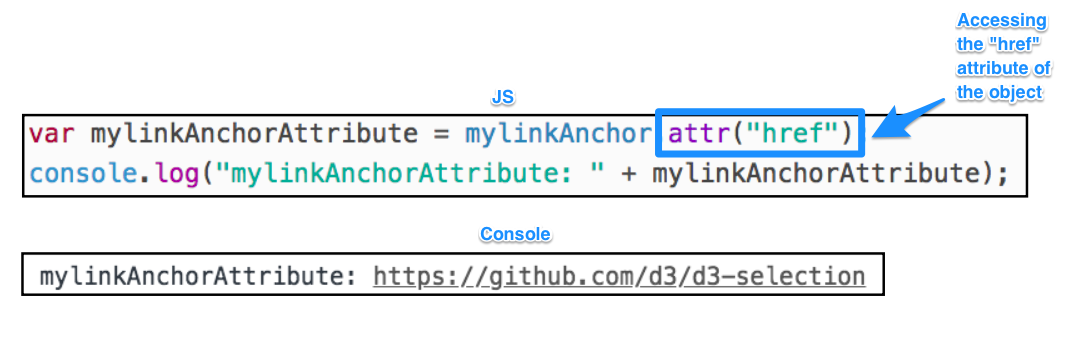 Accessing
the "href"
attribute of
the object
JS
var mylinkAnchorAttribute = mylinkAnchor attr("href")
console.log("mylinkAnchorAttribute: " + mylinkAnchorAttribute);
Console
mylinkAnchorAttribute: https://github.com/d3/d3-selection